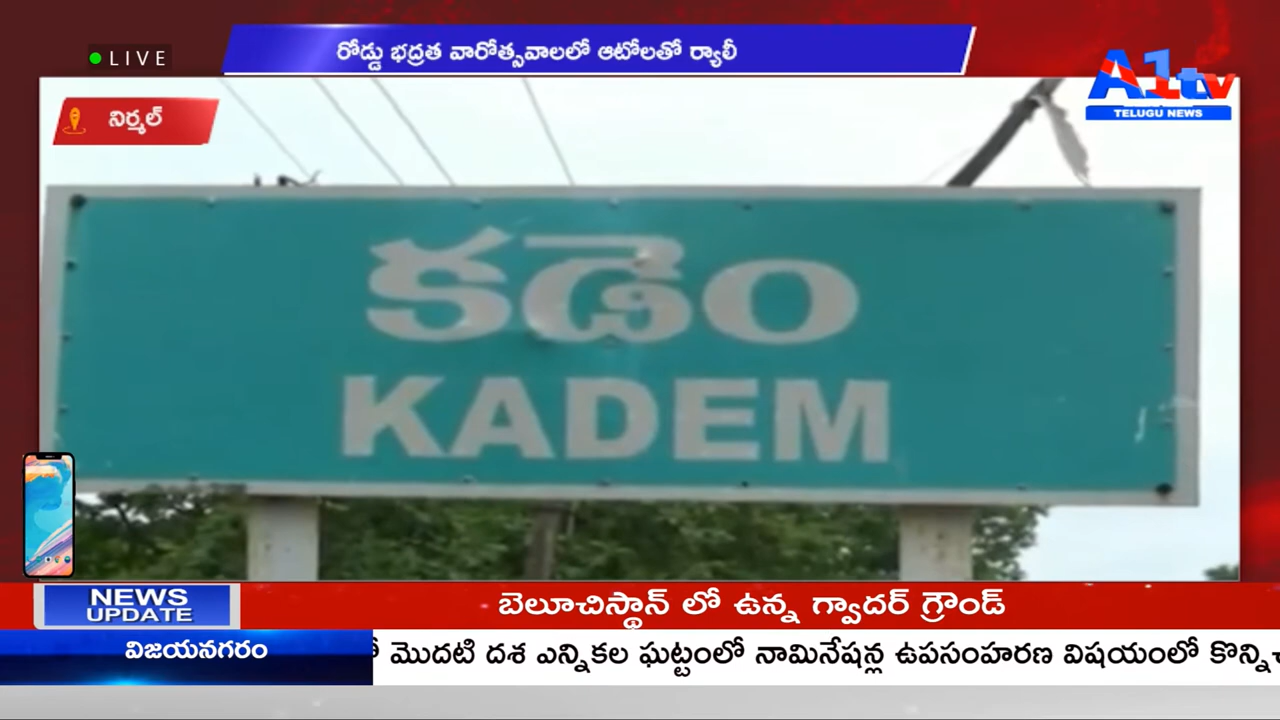 LIVE
రోడ్డు భద్రత వారోత్సవాలలో ఆటోలతో ర్యాలీ
A1tv
TELUGU NEWS
నిర్మల్
కడెం
KADEM
NEWS
UPDATE
బెలూచిస్థాన్ లో ఉన్న గ్వాదర్ గ్రౌండ్
విజయనగరం
మొదటి దశ ఎన్నికల ఘట్టంలో నామినేషన్ల ఉపసంహరణ విషయంలో